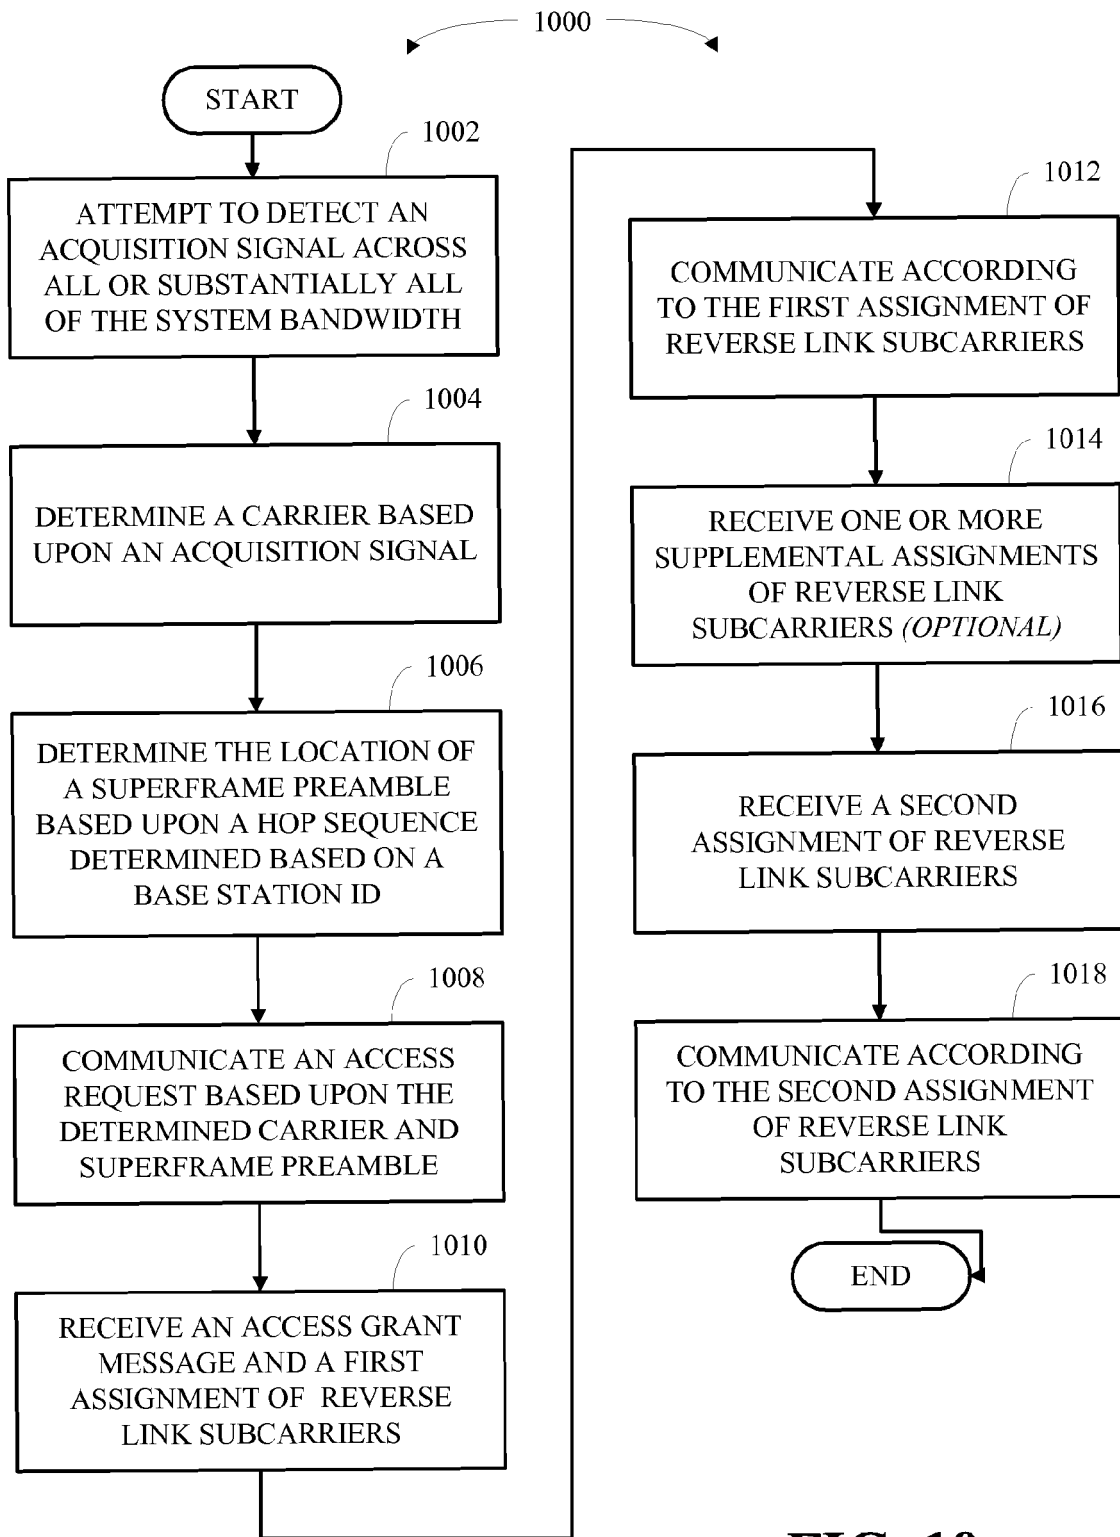 1000
START
1002
ATTEMPT TO DETECT AN
ACQUISITION SIGNAL ACROSS
ALL OR SUBSTANTIALLY ALL
OF THE SYSTEM BANDWIDTH
1004
DETERMINE A CARRIER BASED
UPON AN ACQUISITION SIGNAL
1006
DETERMINE THE LOCATION OF
A SUPERFRAME PREAMBLE
BASED UPON A HOP SEQUENCE
DETERMINED BASED ON A
BASE STATION ID
1008
COMMUNICATE AN ACCESS
REQUEST BASED UPON THE
DETERMINED CARRIER AND
SUPERFRAME PREAMBLE
1010
RECEIVE AN ACCESS GRANT
MESSAGE AND A FIRST
ASSIGNMENT OF REVERSE
LINK SUBCARRIERS
1012
COMMUNICATE ACCORDING
TO THE FIRST ASSIGNMENT OF
REVERSE LINK SUBCARRIERS
1014
RECEIVE ONE OR MORE
SUPPLEMENTAL ASSIGNMENTS
OF REVERSE LINK
SUBCARRIERS (OPTIONAL)
1016
RECEIVE A SECOND
ASSIGNMENT OF REVERSE
LINK SUBCARRIERS
1018
COMMUNICATE ACCORDING
TO THE SECOND ASSIGNMENT
OF REVERSE LINK
SUBCARRIERS
END
FIG. 10